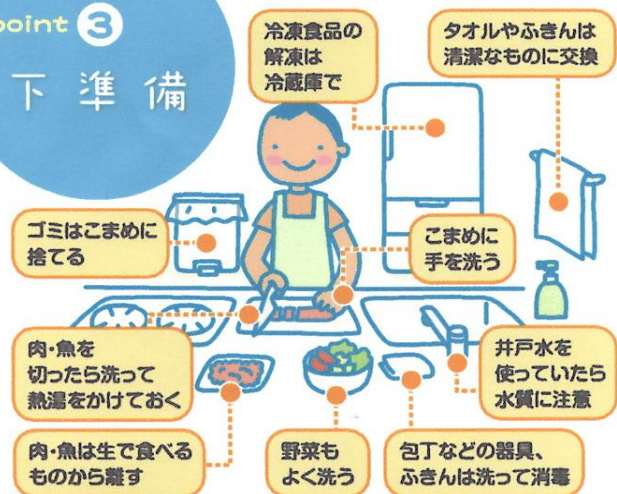 point 3
下準備
冷凍食品の
解凍は
冷蔵庫で
タオルやふきんは
清潔なものに交換
ゴミはこまめに
捨てる
こまめに
手を洗う
肉・魚を
切ったら洗って
熱湯をかけておく
井戸水を
使っていたら
水質に注意
肉・魚は生で食べる
ものから離す
野菜も
よく洗う
包丁などの器具、
ふきんは洗って消毒